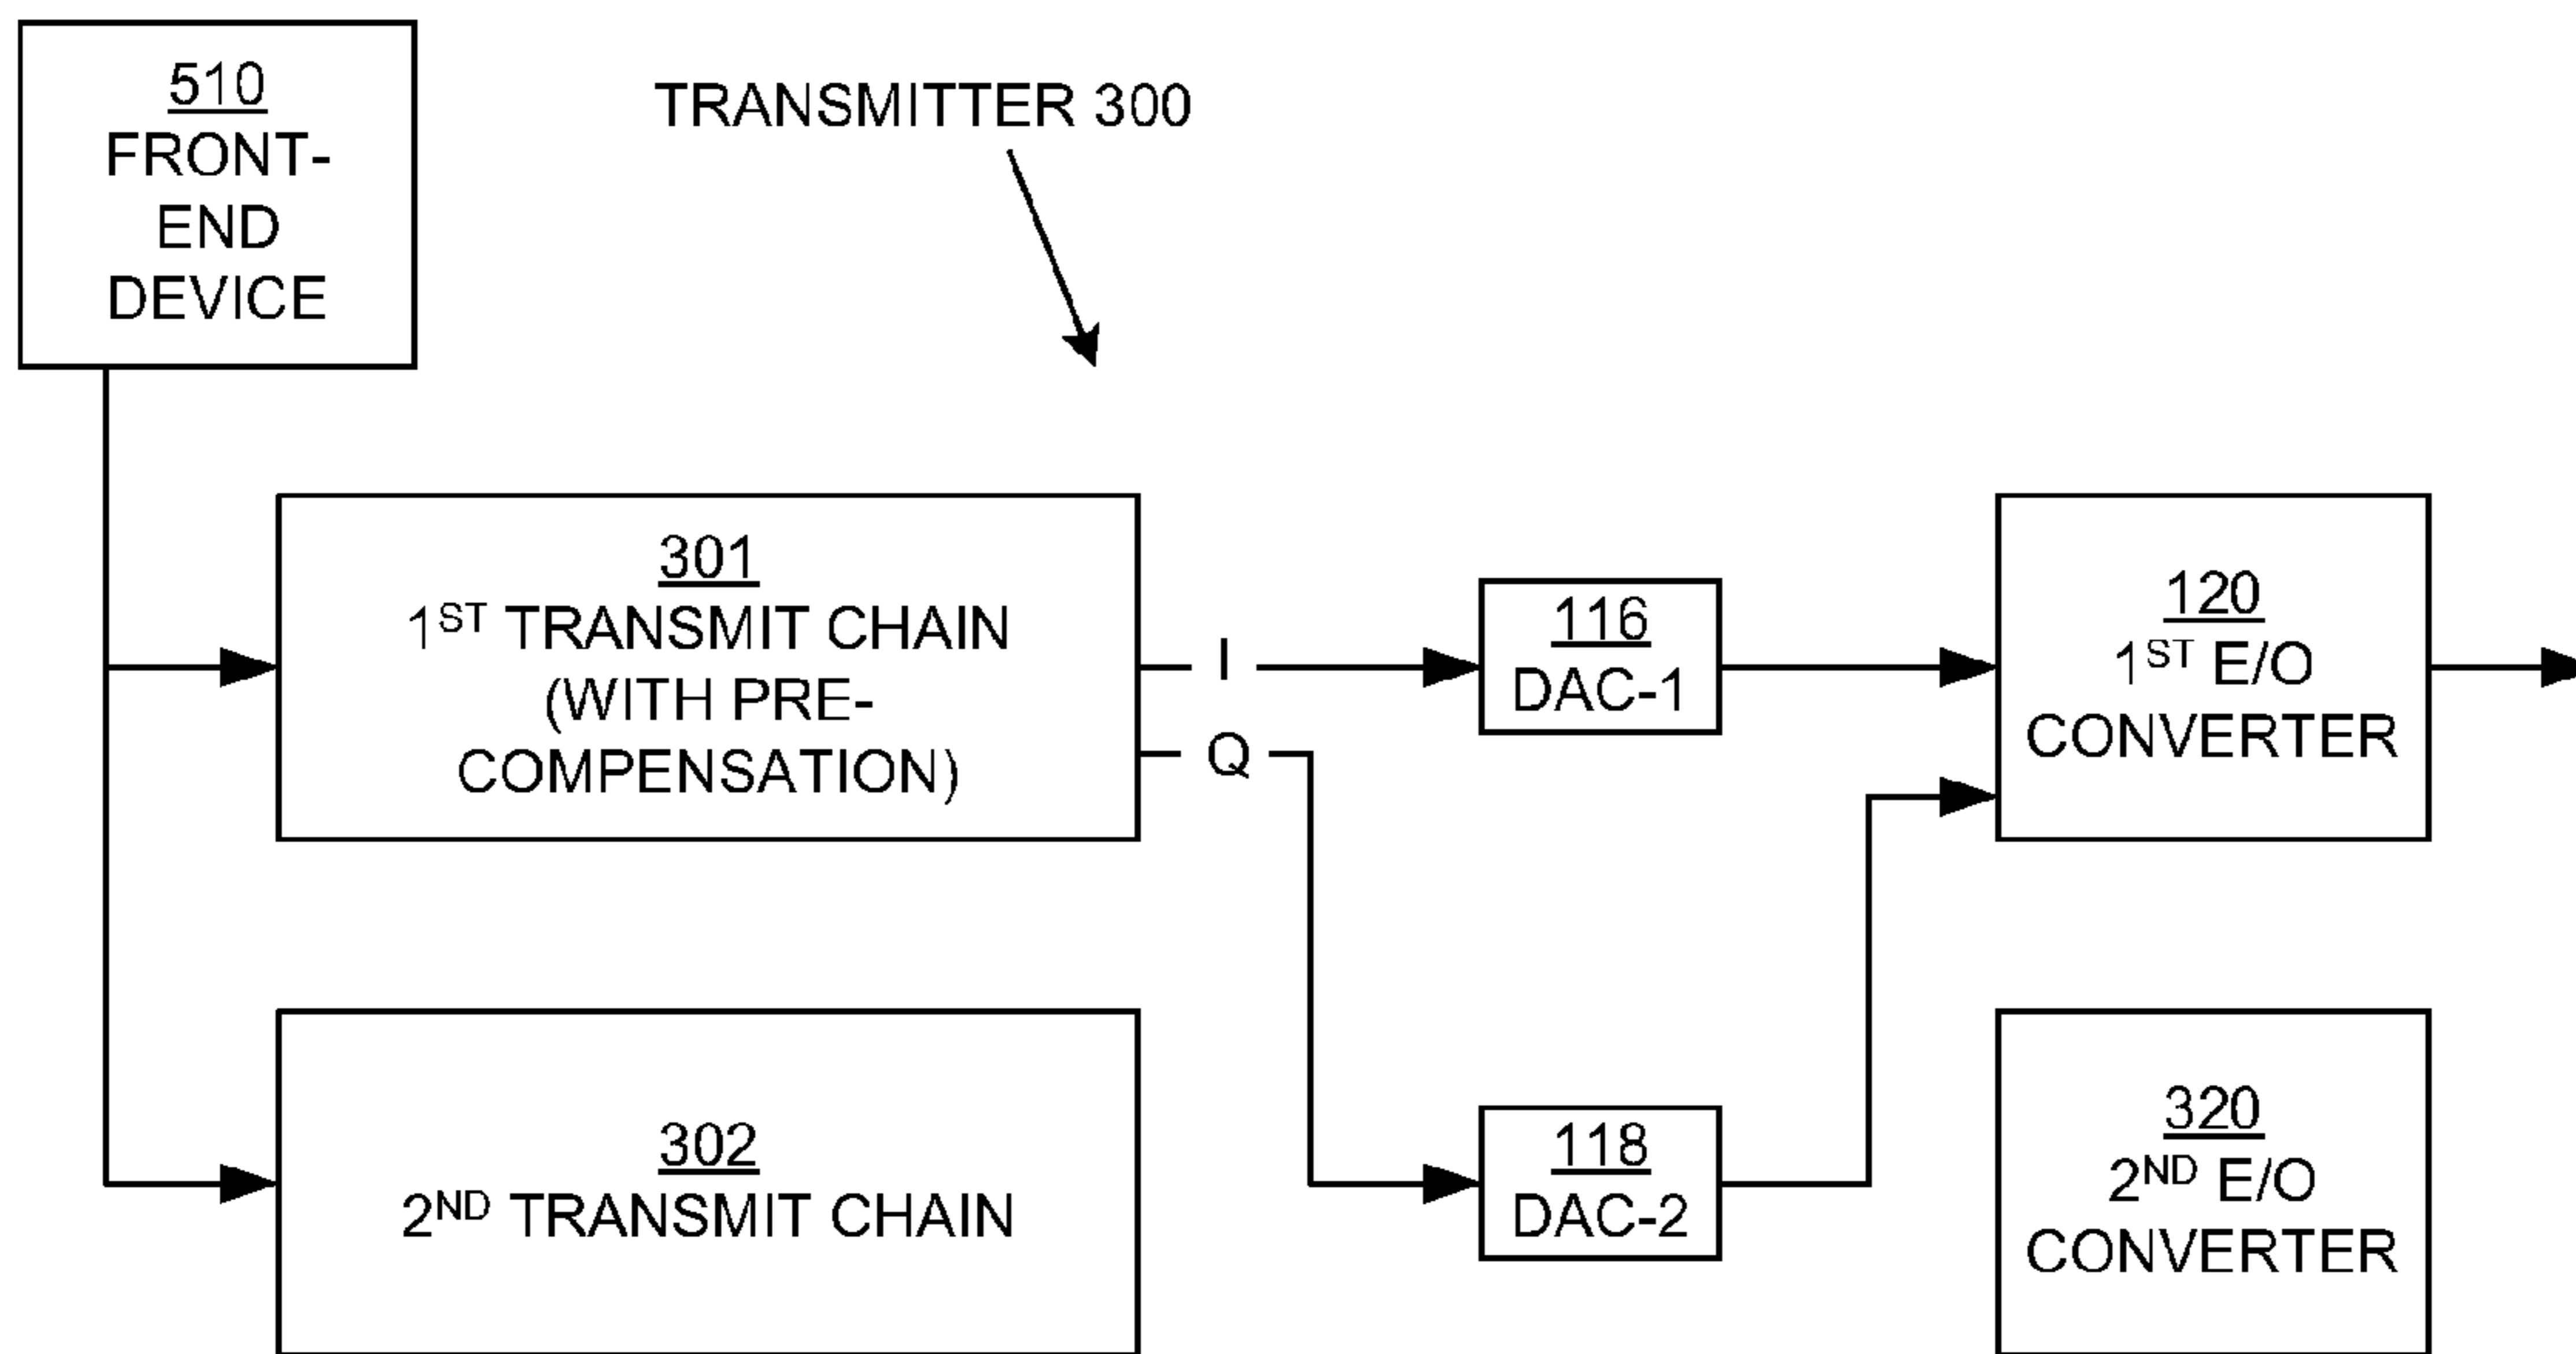 510
FRONT-
END
DEVICE
TRANSMITTER 300
301
1ST TRANSMIT CHAIN
(WITH PRE-
COMPENSATION)
I
Q
116
DAC-1
120
1ST E/O
CONVERTER
302
2ND TRANSMIT CHAIN
118
DAC-2
320
2ND E/O
CONVERTER